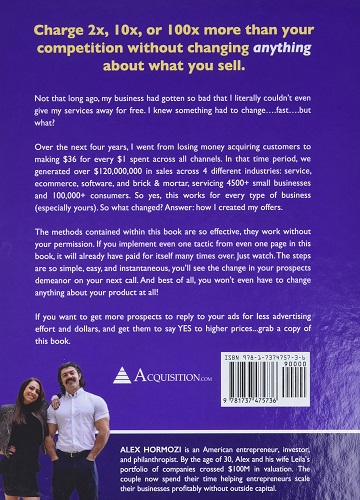 Charge 2x, 10x, or 100x more than your
competition without changing anything
about what you sell.
Not that long ago, my business had gotten so bad that I literally couldn't even
give my services away for free. I knew something had to change….fast….but
what?
Over the next four years, I went from losing money acquiring customers to
making $36 for every $1 spent across all channels. In that time period, we
generated over $120,000,000 in sales across 4 different industries: service,
ecommerce, software, and brick & mortar, servicing 4500+ small businesses
and 100,000+ consumers. So yes, this works for every type of business
(especially yours). So what changed? Answer: how I created my offers.
The methods contained within this book are so effective, they work without
your permission. If you implement even one tactic from even one page in this
book, it will already have paid for itself many times over. Just watch. The steps
are so simple, easy, and instantaneous, you'll see the change in your prospects
demeanor on your next call. And best of all, you won't even have to change
anything about your product at all!
If you want to get more prospects to reply to your ads for less advertising
effort and dollars, and get them to say YES to higher prices...grab a copy of
this book.
ACQUISITION.COM
ISBN 978-1-7374757-3-6
90000
9 781737 475736
ALEX HORMOZI is an American entrepreneur, investor,
and philanthropist. By the age of 30, Alex and his wife Leila's
portfolio of companies crossed $100M in valuation. The
couple now spend their time helping entrepreneurs scale
their businesses profitably without outside capital.